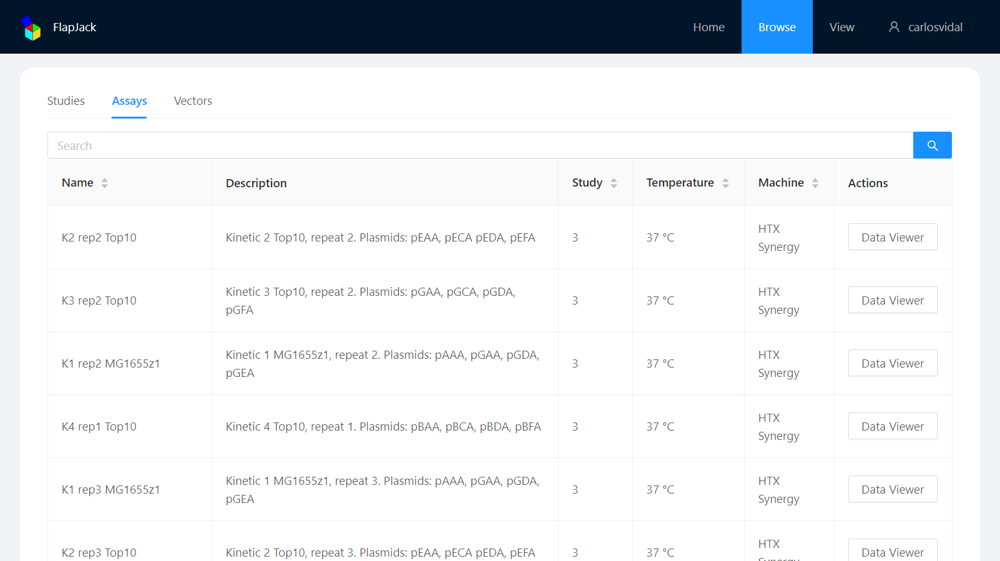 FlapJack
Home
Browse
View
carlosvidal
Studies
Assays
Vectors
Search
Name
Description
Study
Temperature
Machine
Actions
K2 rep2 Top10
Kinetic 2 Top10, repeat 2. Plasmids: pEAA, pECA pEDA, pEFA
3
37 °C
HTX
Synergy
Data Viewer
K3 rep2 Top10
Kinetic 3 Top10, repeat 2. Plasmids: pGAA, pGCA, pGDA,
pGFA
3
37 °C
HTX
Synergy
Data Viewer
K1 rep2 MG1655z1
Kinetic 1 MG1655z1, repeat 2. Plasmids: pAAA, pGAA, pGDA,
pGEA
3
37 °C
HTX
Synergy
Data Viewer
K4 rep1 Top10
Kinetic 4 Top10, repeat 1. Plasmids: pBAA, pBCA, pBDA, pBFA
3
37 °C
HTX
Synergy
Data Viewer
K1 rep3 MG1655z1
Kinetic 1 MG1655z1, repeat 3. Plasmids: pAAA, pGAA, pGDA,
pGEA
3
37 °C
HTX
Synergy
Data Viewer
K2 rep3 Top10
Kinetic 2 Top10, repeat 3. Plasmids: pEAA, pECA pEDA, pEFA
3
37 °C
HTX
Data Viewer